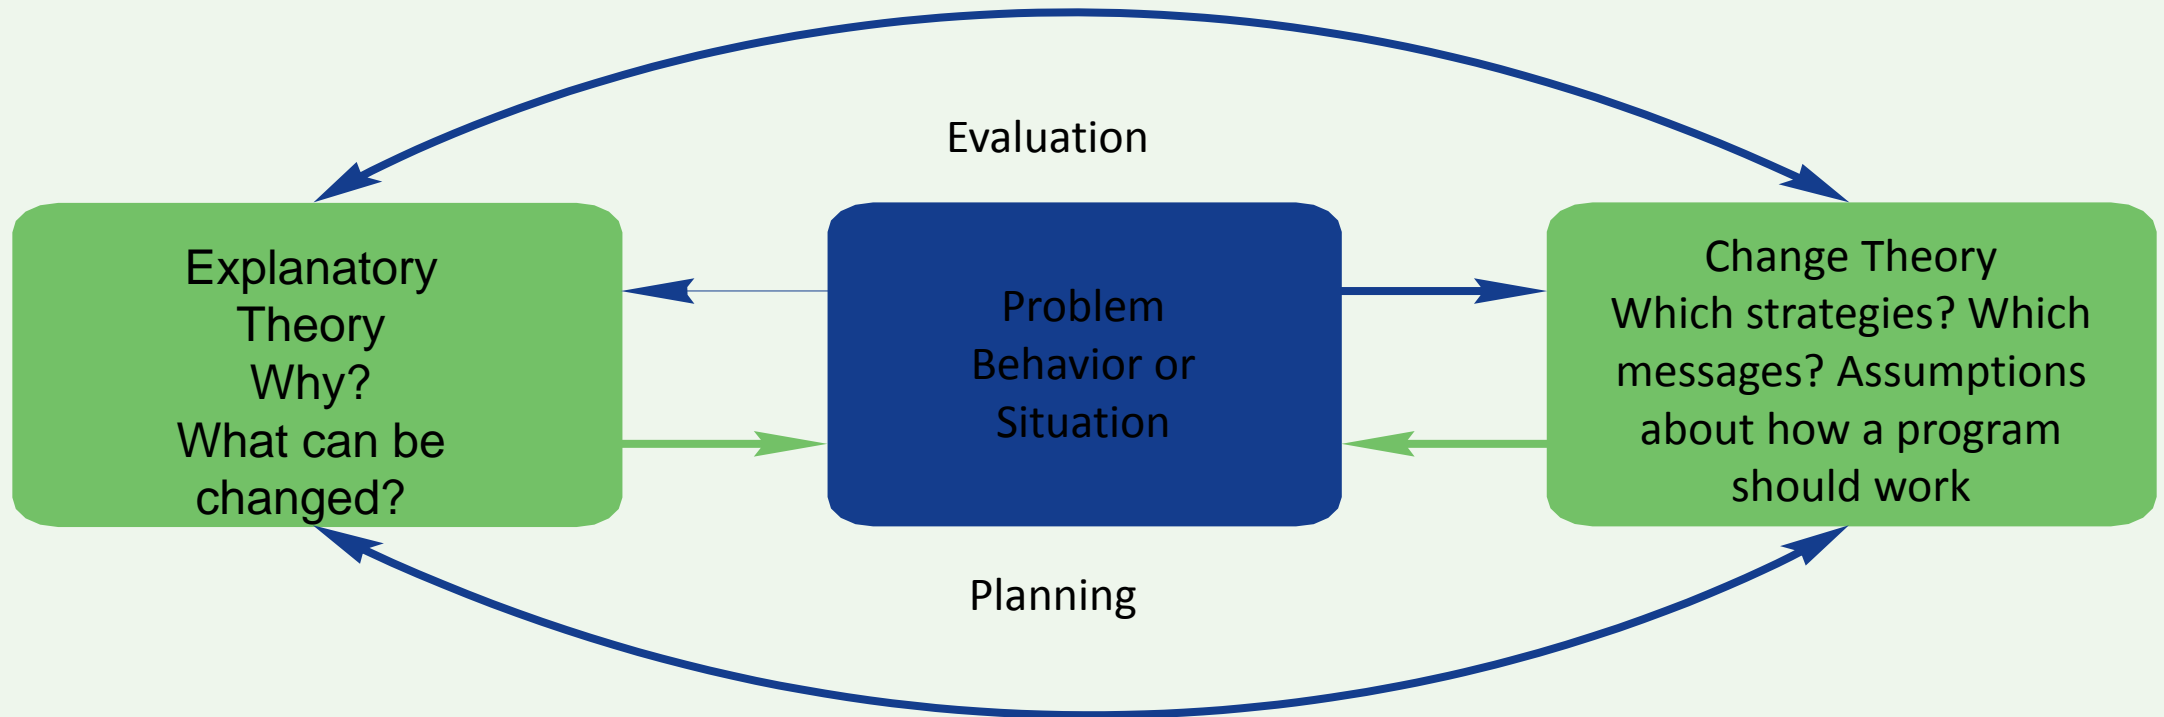 Evaluation
Explanatory
Theory
Why?
What can be
changed?
Problem
Behavior or
Situation
Change Theory
Which strategies? Which
messages? Assumptions
about how a program
should work
Planning